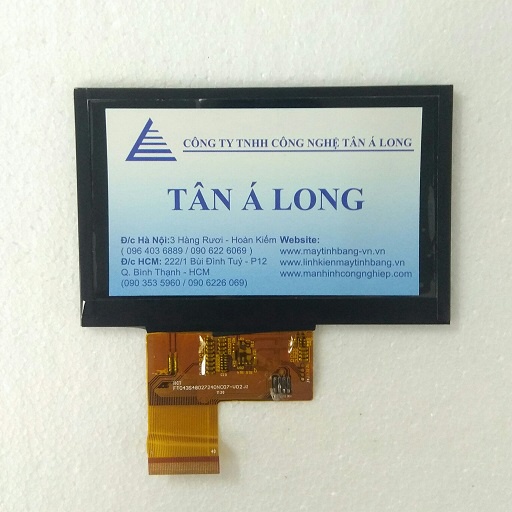 CÔNG TY TNHH CÔNG NGHỆ TÂN Á LONG
TÂN Á LONG
Đ/c Hà Nội:3 Hàng Rươi - Hoàn Kiếm
( 096 403 6889 / 090 622 6069 )
Đ/c HCM: 222/1 Bùi Đình Tuý - P12
Q. Bình Thạnh - HCM
(090 353 5960 / 090 6226 069)
Website:
www.maytinhbang-vn.vn
www.linhkienmaytinhbang.vn
www.manhinhcongnghiep.com